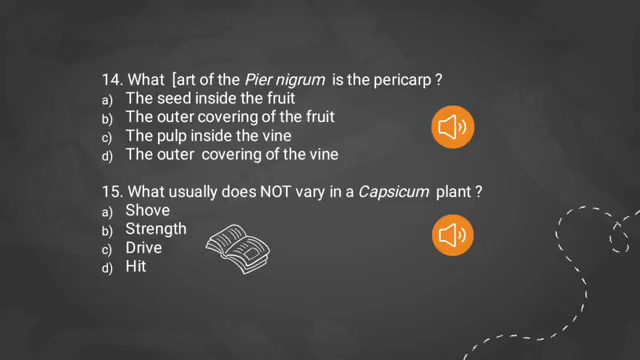 14. What [art of the Pier nigrum is the pericarp ?
a) The seed inside the fruit
b) The outer covering of the fruit
c) The pulp inside the vine
d) The outer covering of the vine
15. What usually does NOT vary in a Capsicum plant ?
a) Shove
b) Strength
c) Drive
d) Hit